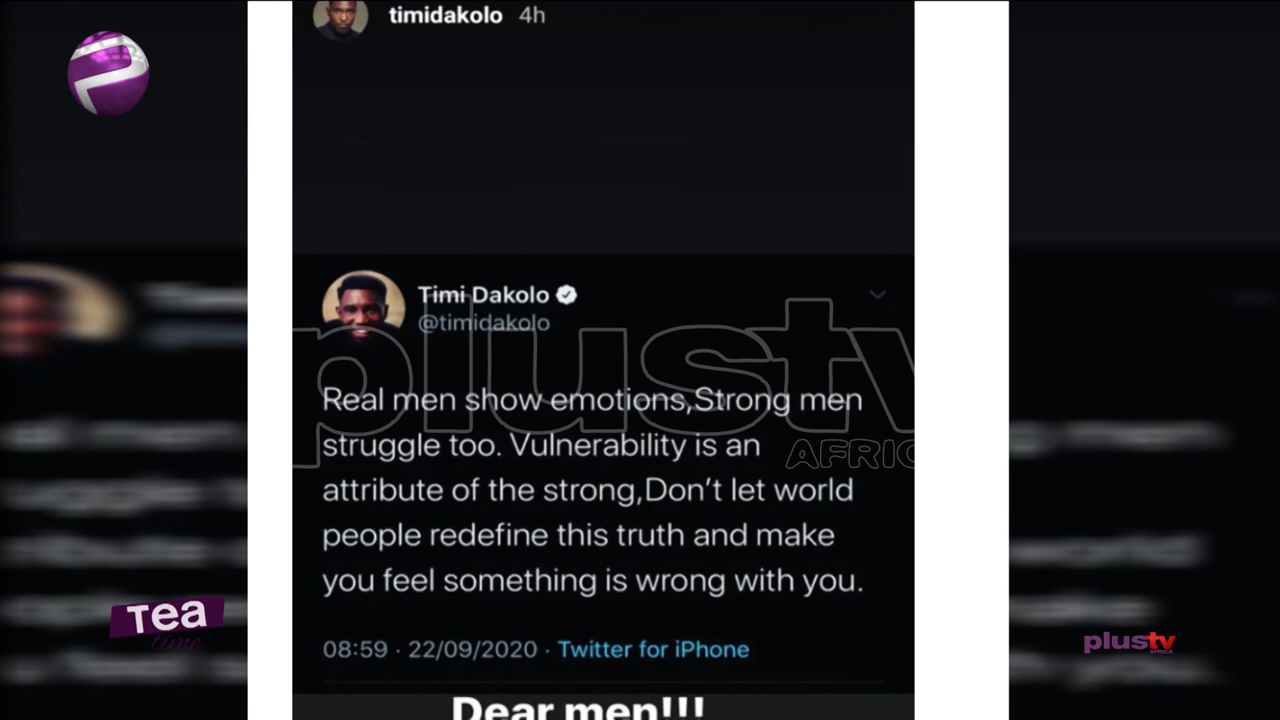 timidakolo 4h
Timi Dakolo
@timidakolo
plustv
AFRICA
Real men show emotions,Strong men
struggle too. Vulnerability is an
attribute of the strong,Don't let world
people redefine this truth and make
you feel something is wrong with you.
08:59 · 22/09/2020 · Twitter for iPhone
Dear men!!!
Tea
time
plustv
AFRICA